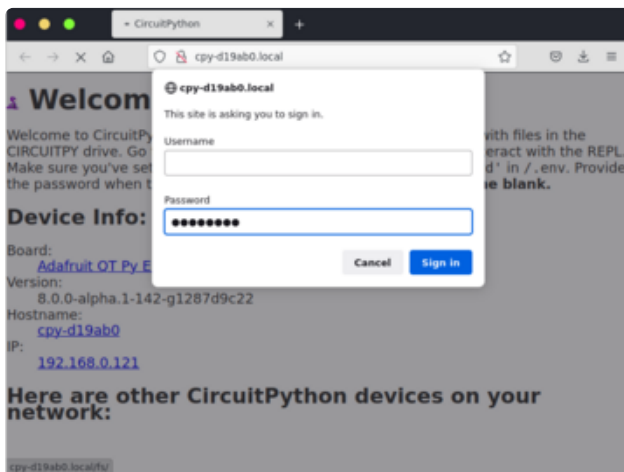 CircuitPython
cpy-d19ab0.local
Welcom
Welcome to CircuitPy
with files in the
CIRCUITPY drive. Go
eract with the REPL.
Make sure you've set
d' in /.env. Provide
the password when t
e blank.
cpy-d19ab0.local
This site is asking you to sign in.
Username
Password
Cancel
Sign in
Device Info:
Board:
Adafruit QT Py E
Version:
8.0.0-alpha.1-142-g1287d9c22
Hostname:
cpy-d19ab0
IP:
192.168.0.121
Here are other CircuitPython devices on your
network:
cpy-d19ab0.local/fs/